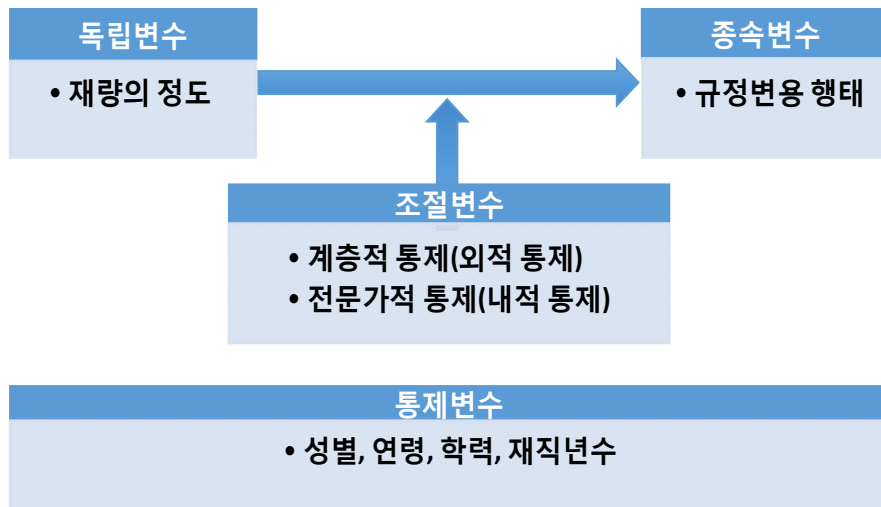 독립변수
• 재량의 정도
종속변수
• 규정변용 행태
조절변수
• 계층적 통제(외적 통제)
• 전문가적 통제(내적 통제)
통제변수
• 성별, 연령, 학력, 재직년수